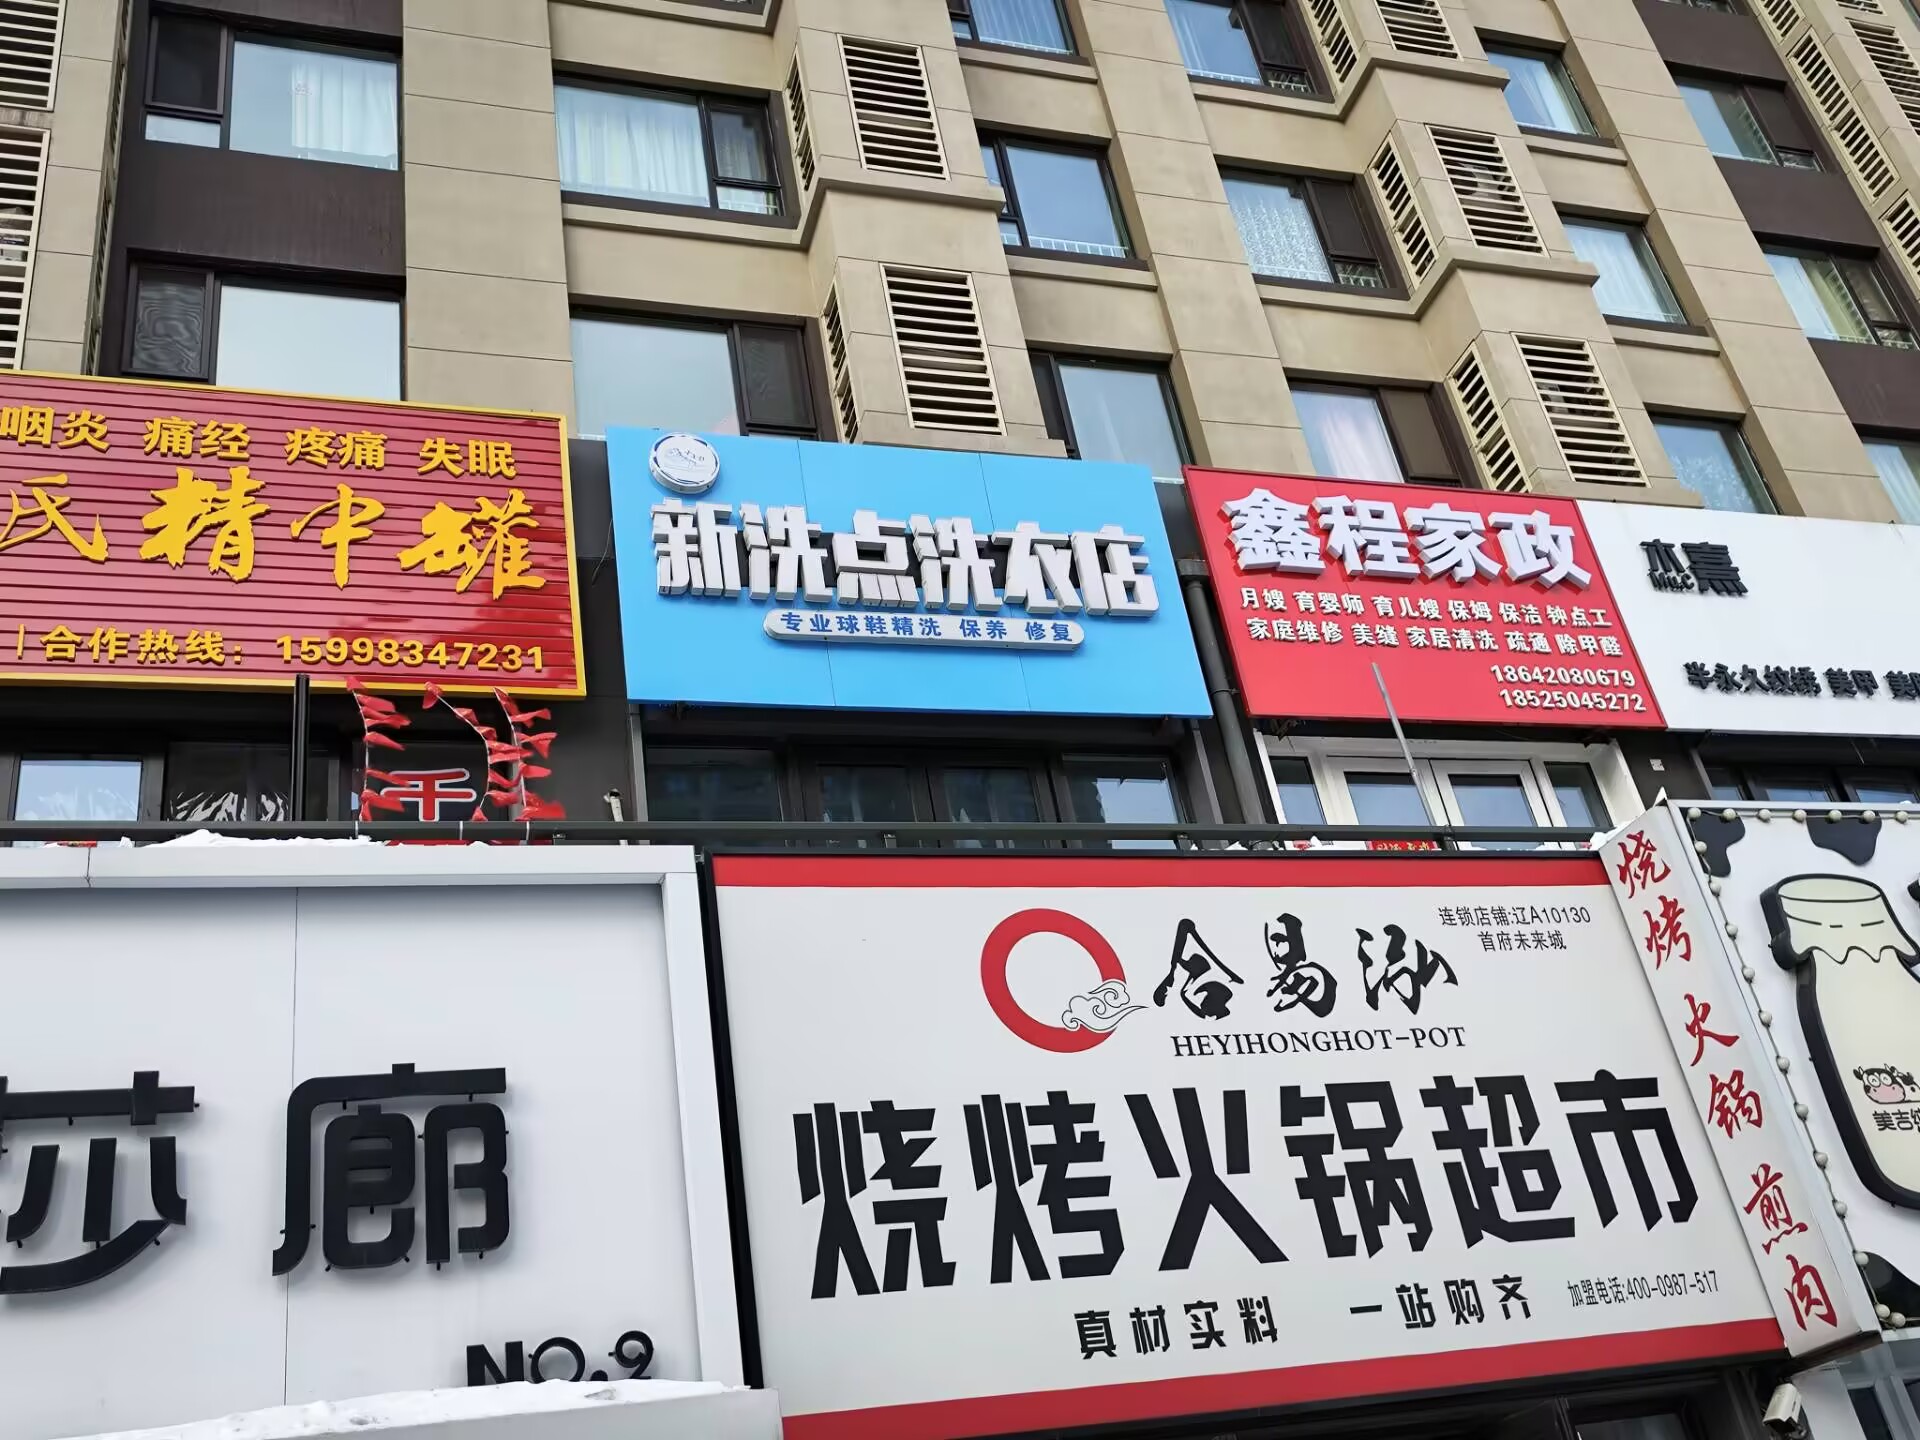 咽炎 痛经 疼痛 失眠
氏精中罐
合作热线：15998347231
新洗点洗衣店
专业球鞋精洗 保养 修复
鑫程家政
月嫂 育婴师 育儿嫂 保姆 保洁 钟点工
家庭维修 美缝 家居清洗 疏通 除甲醛
18642080679
18525045272
木熹
Mu.c
半永久纹绣 美甲
千
莎廊
NO.9
连锁店铺:辽A10130
首府未来城
合易泓
HEYIHONGHOT-POT
烧烤火锅超市
真材实料 一站购齐
加盟电话:400-0987-517
烧烤 火锅 煎肉
美吉